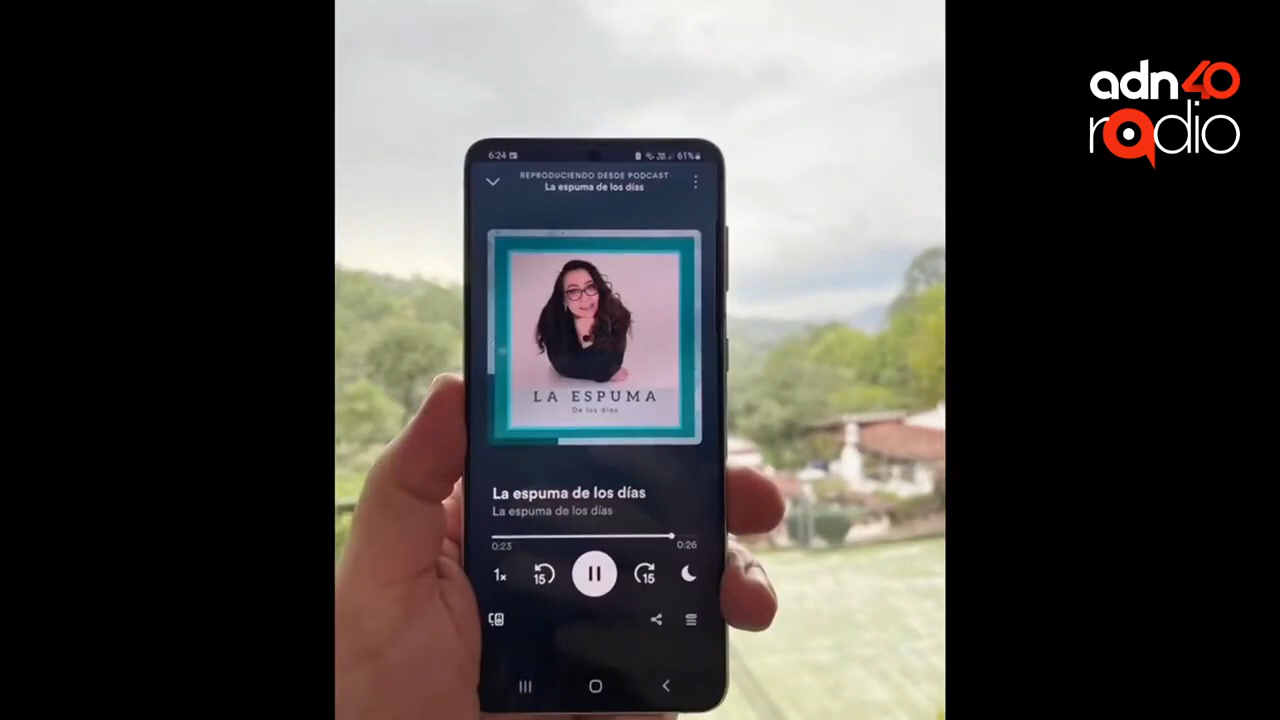 adn40
radio
6:24
61%
REPRODUCIENDO DESDE PODCAST
La espuma de los días
LA ESPUMA
De los días
La espuma de los días
La espuma de los días
0:23
0:26
1x
15
15